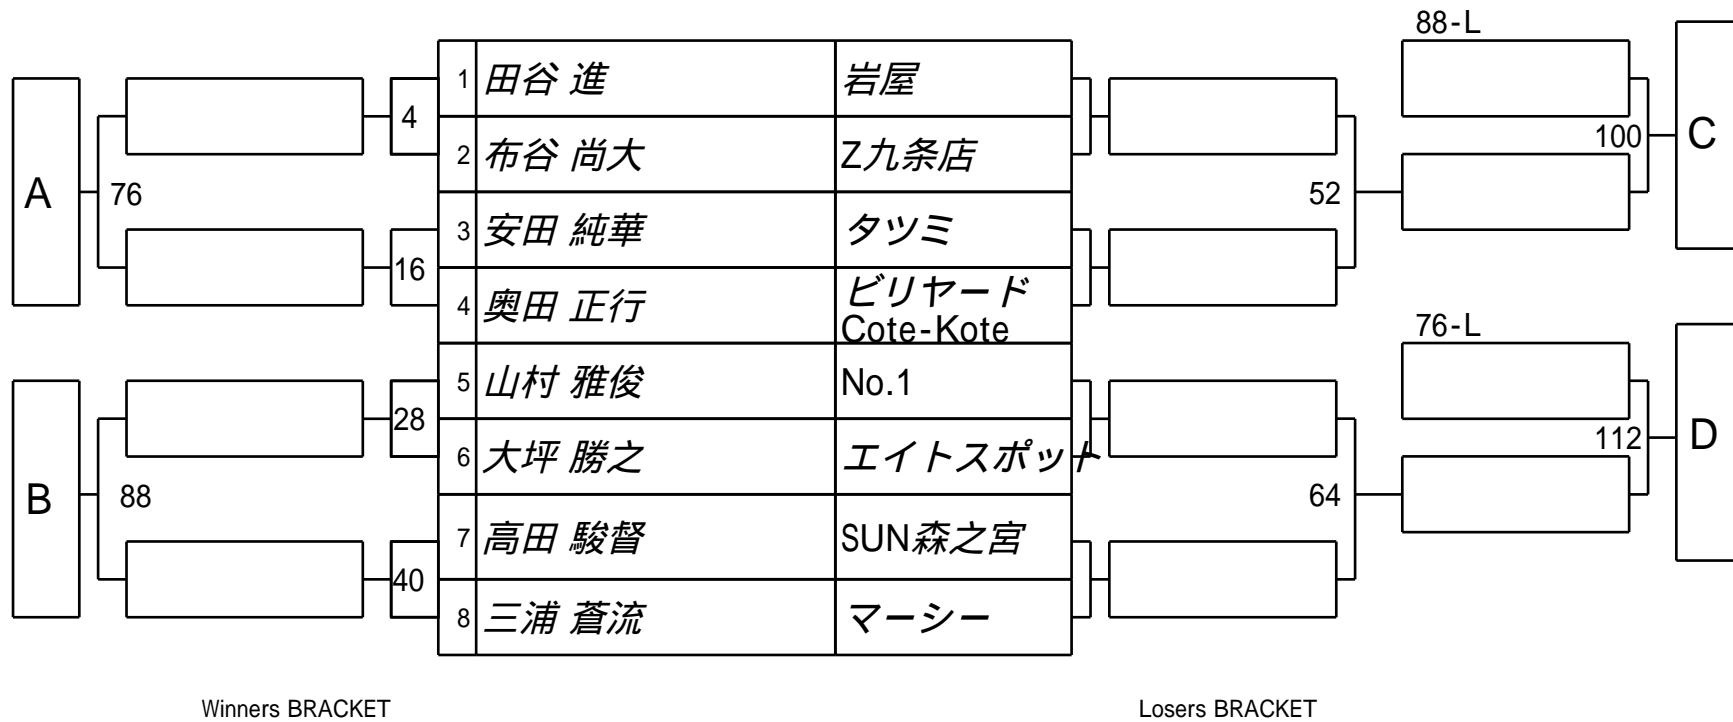 88-L
1 田谷 進 岩屋
4
2 布谷 尚大 Z九条店
100
C
A
76
52
3 安田 純華 タツミ
16
4 奥田 正行 ビリヤード
Cote-Kote
76-L
5 山村 雅俊 No.1
28
6 大坪 勝之 エイトスポット
112
D
B
88
64
7 高田 駿督 SUN森之宮
40
8 三浦 蒼流 マーシー
Winners BRACKET
Losers BRACKET